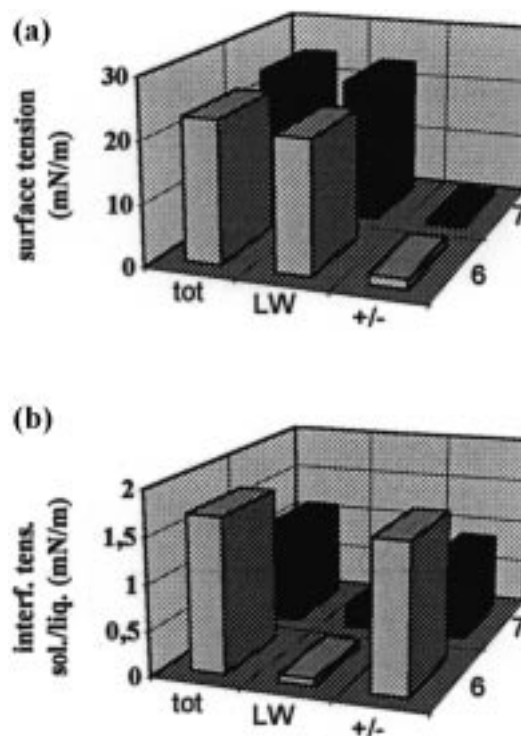 (a)
surface tension
(mN/m)
30
20
10
0
tot
LW
+/-
6
7
(b)
interf. tens.
sol./liq. (mN/m)
2
1,5
1
0,5
0
tot
LW
+/-
6
7